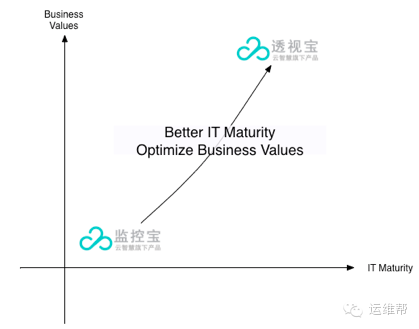 Business
Values
透视宝
云智慧旗下产品
Better IT Maturity
Optimize Business Values
监控宝
云智慧旗下产品
IT Maturity
运维帮